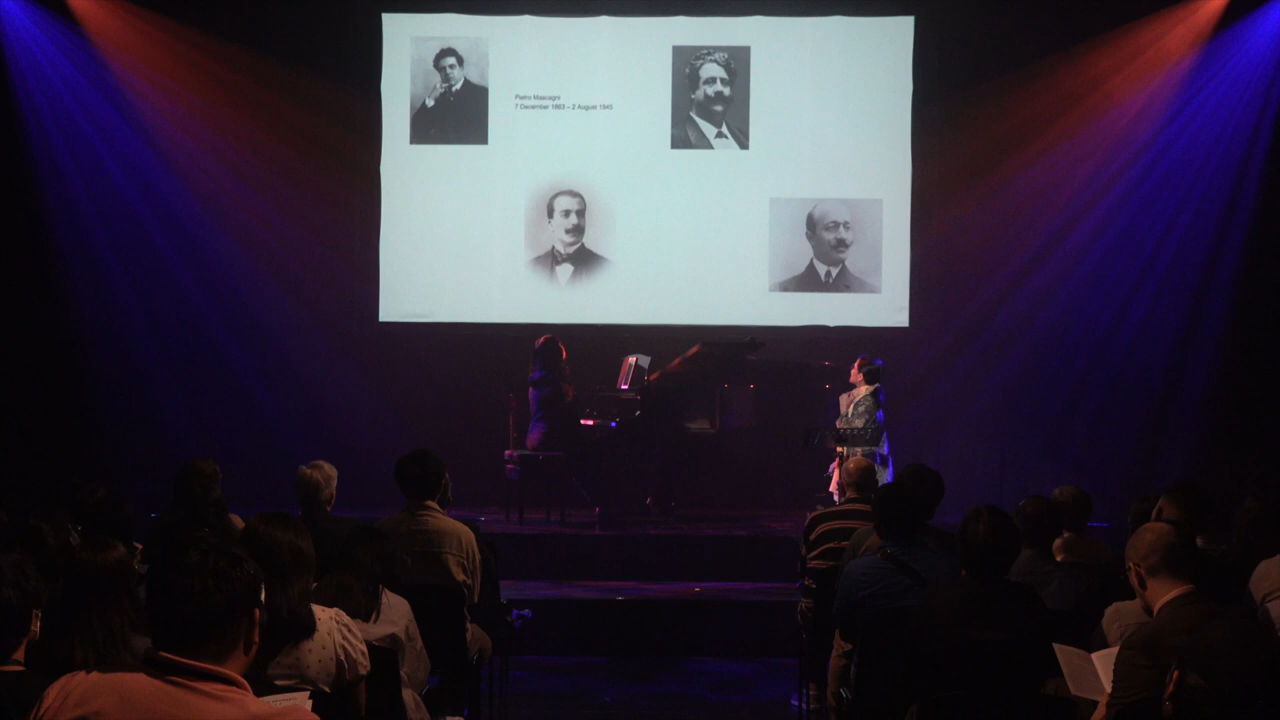 Pietro Mascagni
7 December 1863 – 2 August 1945